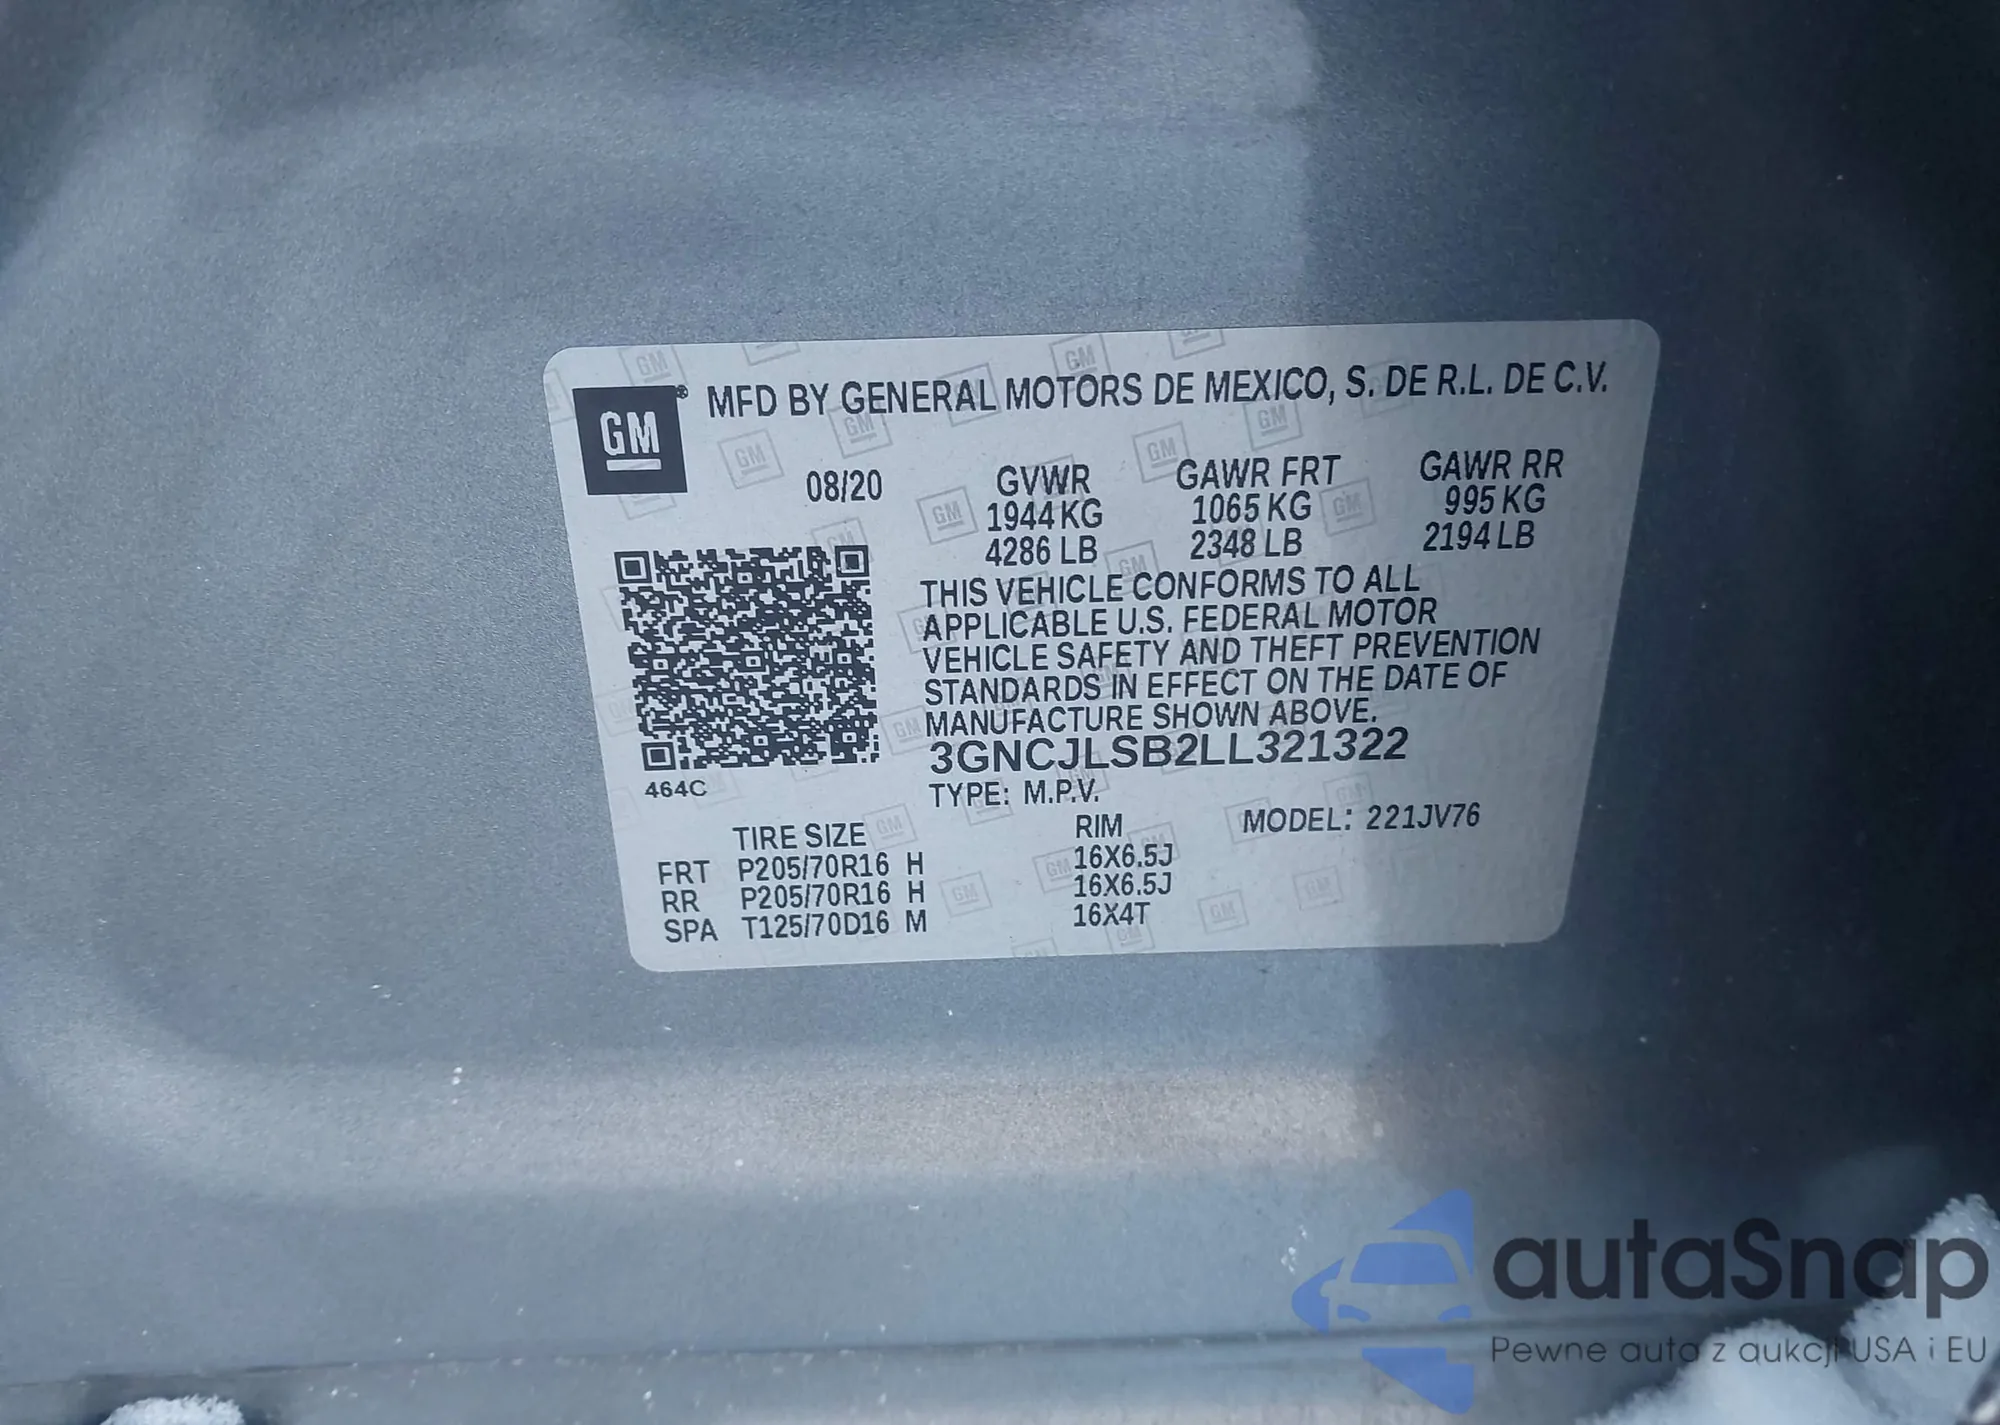 GM ® MFD BY GENERAL MOTORS DE MEXICO, S. DE R.L. DE C.V.
08/20 GVWR GAWR FRT GAWR RR
1944 KG 1065 KG 995 KG
4286 LB 2348 LB 2194 LB
THIS VEHICLE CONFORMS TO ALL
APPLICABLE U.S. FEDERAL MOTOR
VEHICLE SAFETY AND THEFT PREVENTION
STANDARDS IN EFFECT ON THE DATE OF
MANUFACTURE SHOWN ABOVE.
3GNCJLSB2LL321322
464C
TYPE: M.P.V. MODEL: 221JV76
TIRE SIZE RIM
FRT P205/70R16 H 16X6.5J
RR P205/70R16 H 16X6.5J
SPA T125/70D16 M 16X4T
autaSnap
Pewne auto z aukcji USA i EU